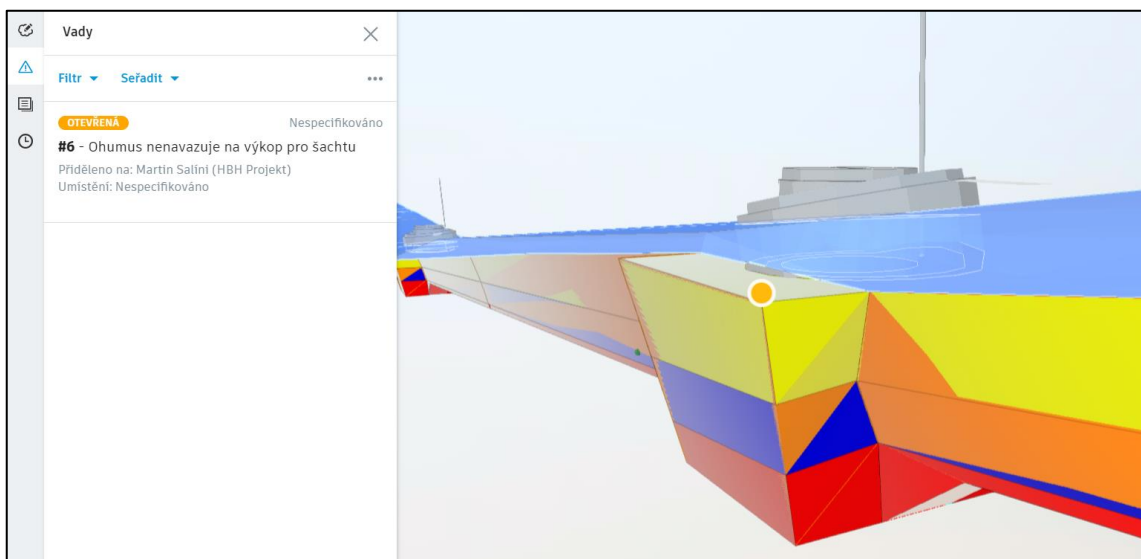 Vady
Filtr Seřadit
OTEVŘENÁ Nespecifikováno
#6 - Ohumus nenavazuje na výkop pro šachtu
Přiděleno na: Martin Salini (HBH Projekt)
Umístění: Nespecifikováno